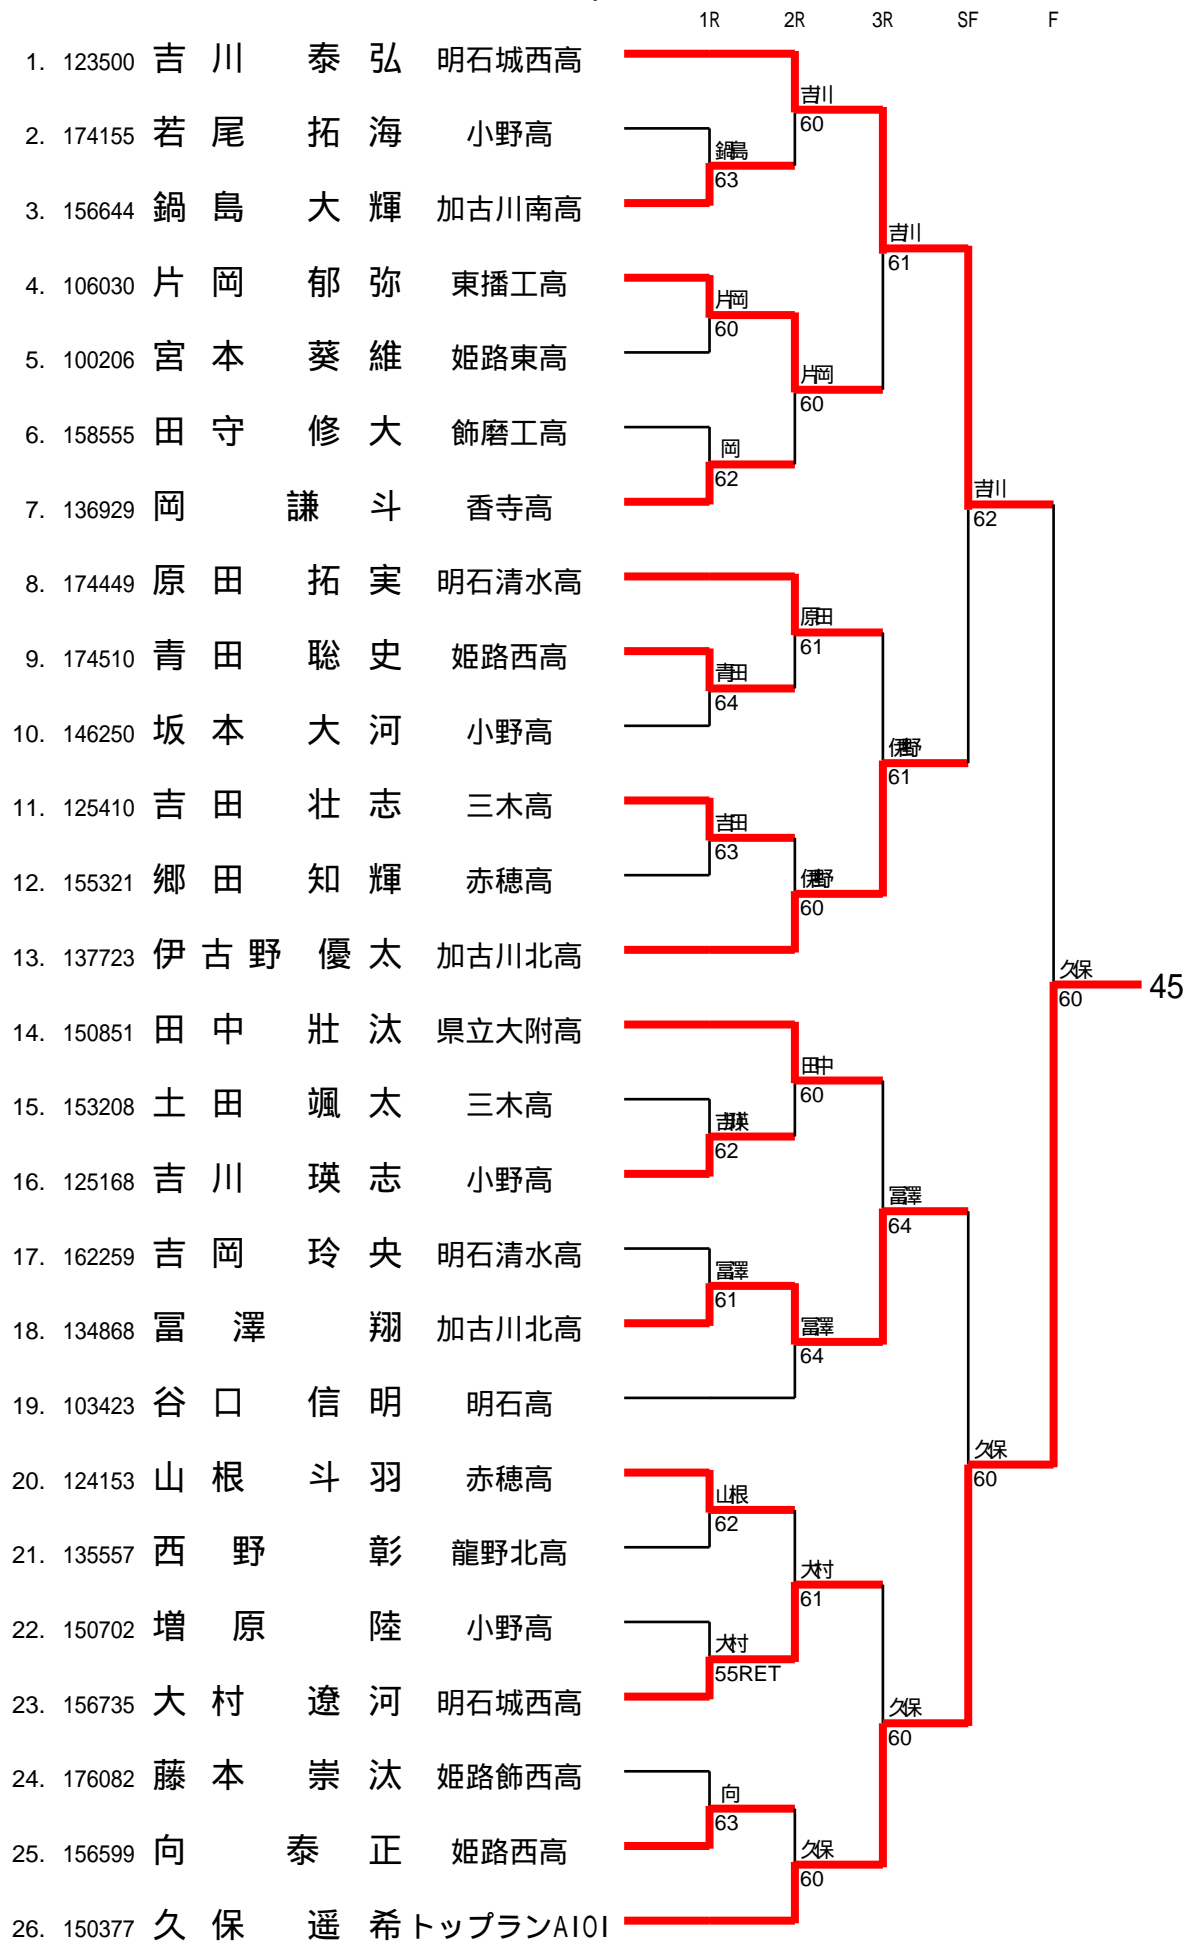 1R 2R 3R SF F
1. 123500 吉川 泰弘 明石城西高
吉川
60
2. 174155 若尾 拓海 小野高
鍋島
63
3. 156644 鍋島 大輝 加古川南高
吉川
61
4. 106030 片岡 郁弥 東播工高
片岡
60
5. 100206 宮本 葵維 姫路東高
片岡
60
6. 158555 田守 修大 飾磨工高
岡
62
7. 136929 岡 謙斗 香寺高
吉川
62
8. 174449 原田 拓実 明石清水高
原田
61
9. 174510 青田 聡史 姫路西高
青田
64
10. 146250 坂本 大河 小野高
伊古野
61
11. 125410 吉田 壮志 三木高
吉田
63
12. 155321 郷田 知輝 赤穂高
伊古野
60
13. 137723 伊古野 優太 加古川北高
久保
60
45
14. 150851 田中 壯汰 県立大附高
田中
60
15. 153208 土田 颯太 三木高
吉川瑛
62
16. 125168 吉川 瑛志 小野高
冨澤
64
17. 162259 吉岡 玲央 明石清水高
冨澤
61
18. 134868 冨澤 翔 加古川北高
冨澤
64
19. 103423 谷口 信明 明石高
久保
60
20. 124153 山根 斗羽 赤穂高
山根
62
21. 135557 西野 彰 龍野北高
大村
61
22. 150702 増原 陸 小野高
大村
55RET
23. 156735 大村 遼河 明石城西高
久保
60
24. 176082 藤本 崇汰 姫路飾西高
向
63
25. 156599 向 泰正 姫路西高
久保
60
26. 150377 久保 遥希 トップランAIOI